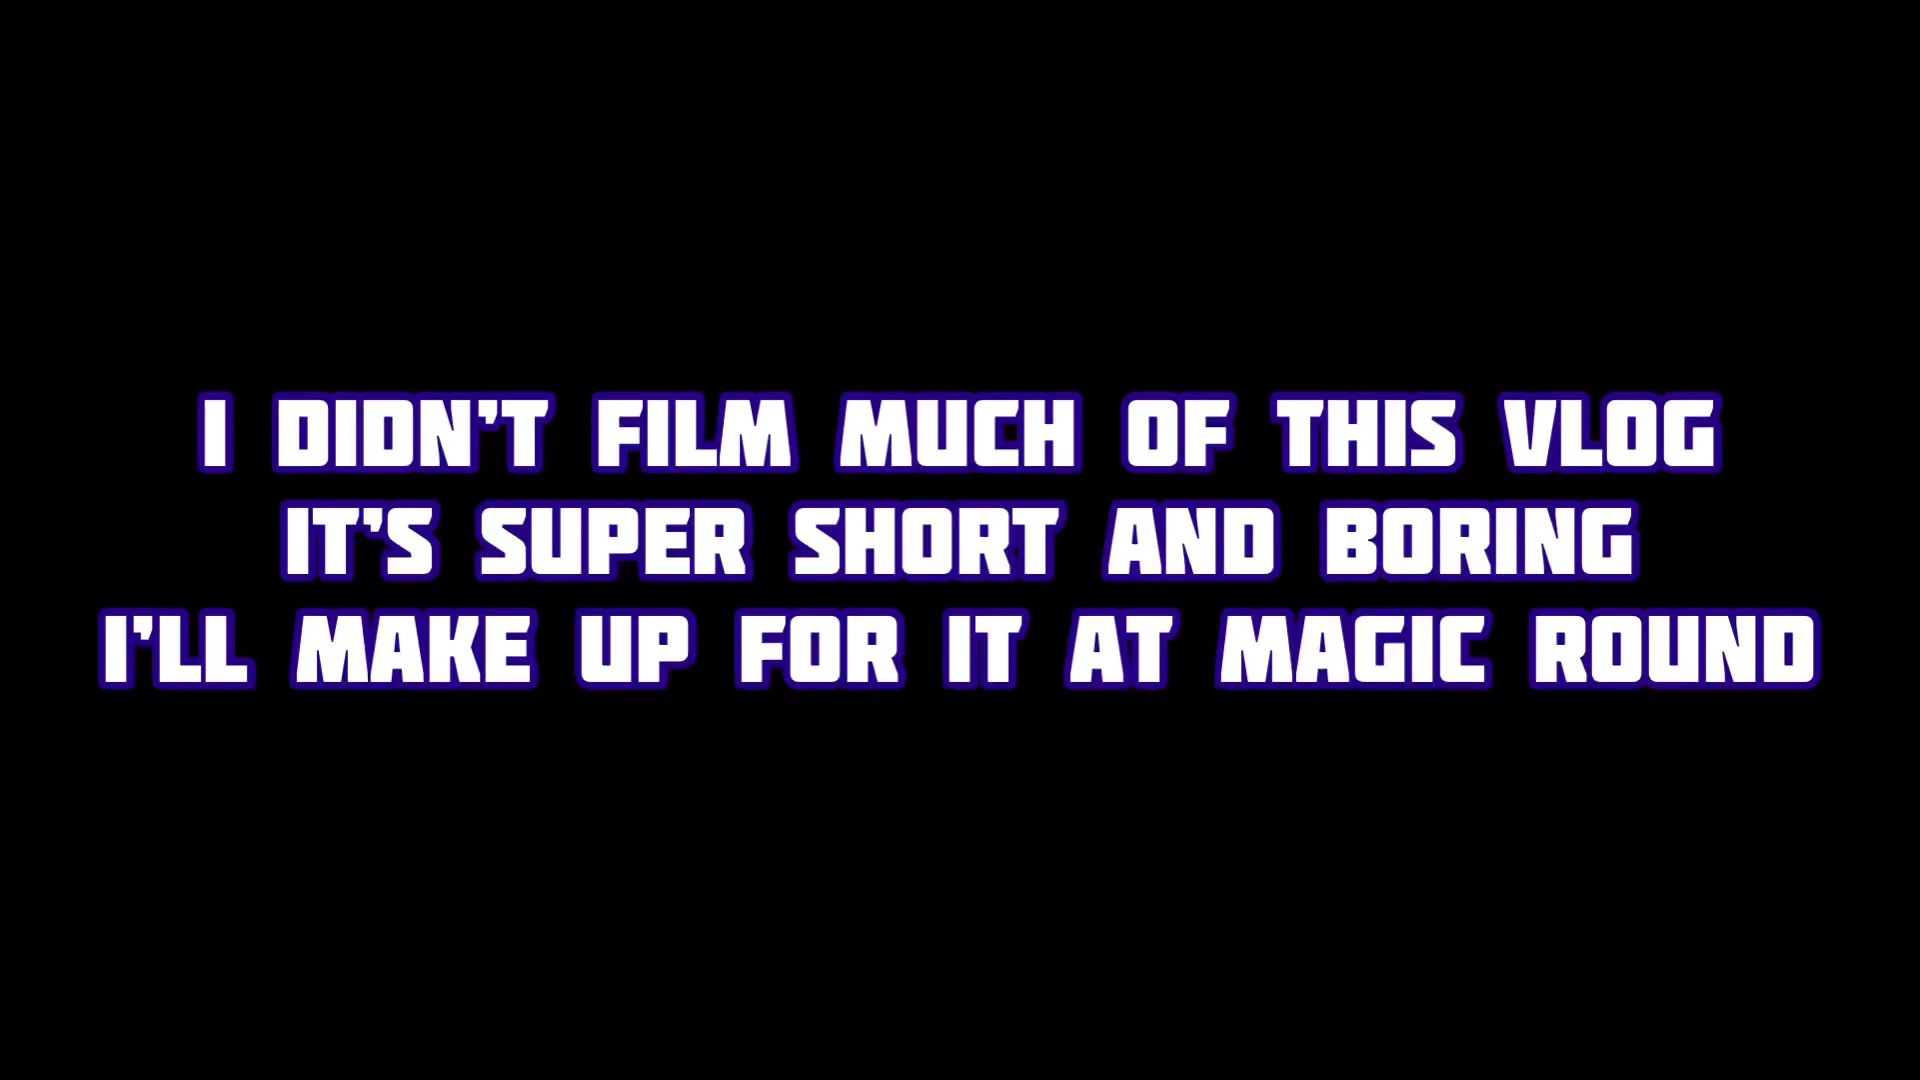 I DIDN'T FILM MUCH OF THIS VLOG
IT'S SUPER SHORT AND BORING
I'LL MAKE UP FOR IT AT MAGIC ROUND